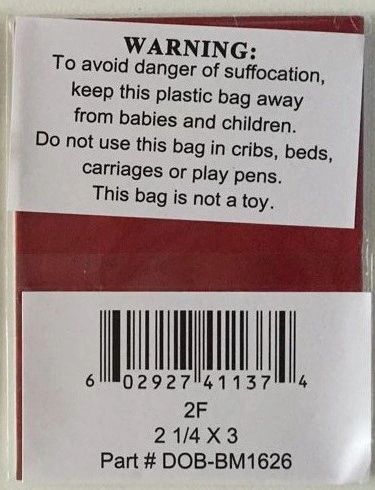 WARNING:
To avoid danger of suffocation,
keep this plastic bag away
from babies and children.
Do not use this bag in cribs, beds,
carriages or play pens.
This bag is not a toy.
6 02927 41137 4
2F
2 1/4 X 3
Part # DOB-BM1626